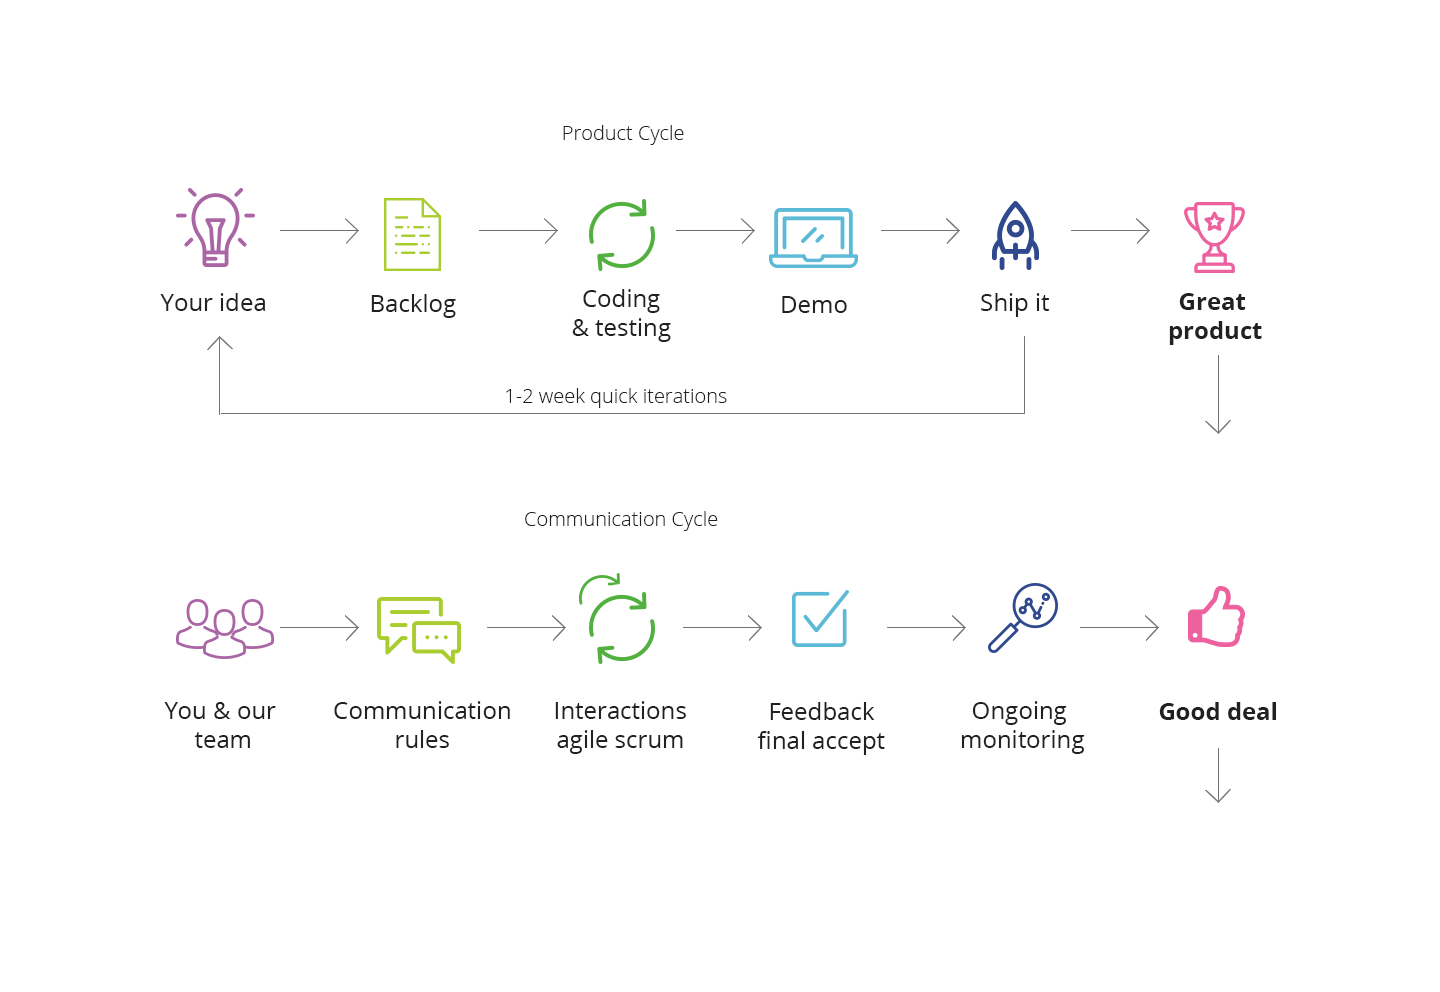 Product Cycle
Your idea
Backlog
Coding
& testing
Demo
Ship it
Great
product
1-2 week quick iterations
Communication Cycle
You & our
team
Communication
rules
Interactions
agile scrum
Feedback
final accept
Ongoing
monitoring
Good deal